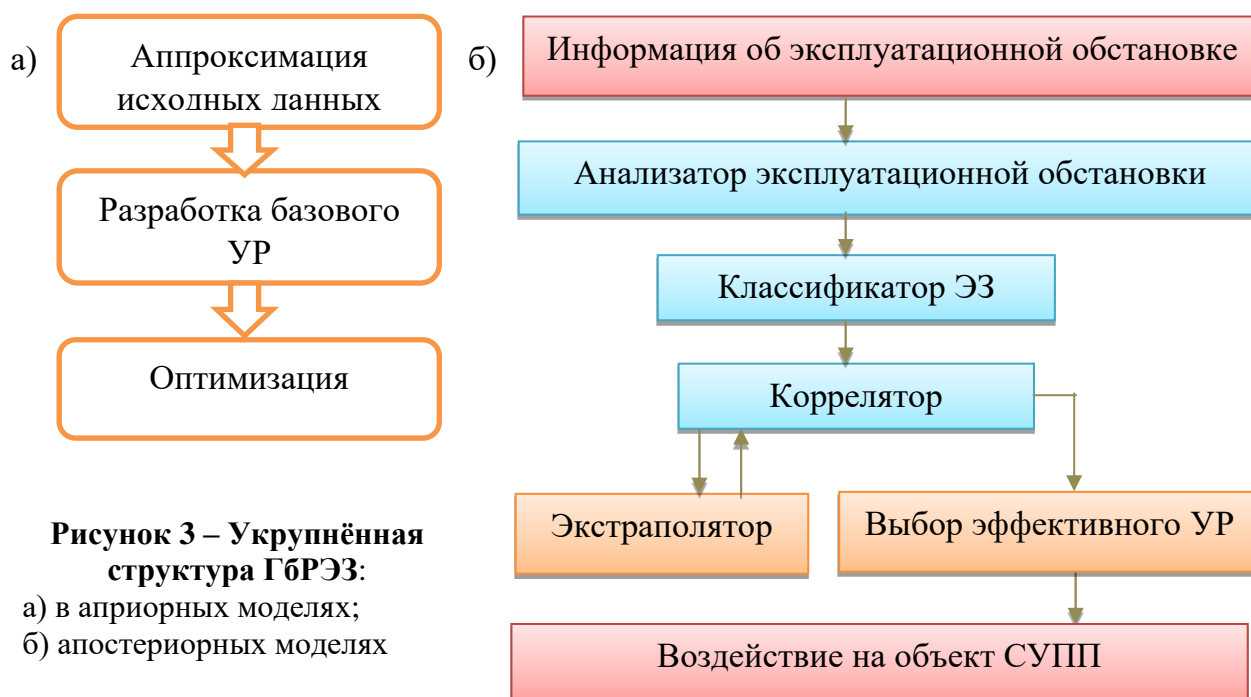 а)
Аппроксимация
исходных данных
Разработка базового
УР
Оптимизация
Рисунок 3 – Укрупнённая
структура ГбРЭЗ:
а) в априорных моделях;
б) апостериорных моделях
б)
Информация об эксплуатационной обстановке
Анализатор эксплуатационной обстановки
Классификатор ЭЗ
Коррелятор
Экстраполятор
Выбор эффективного УР
Воздействие на объект СУПП